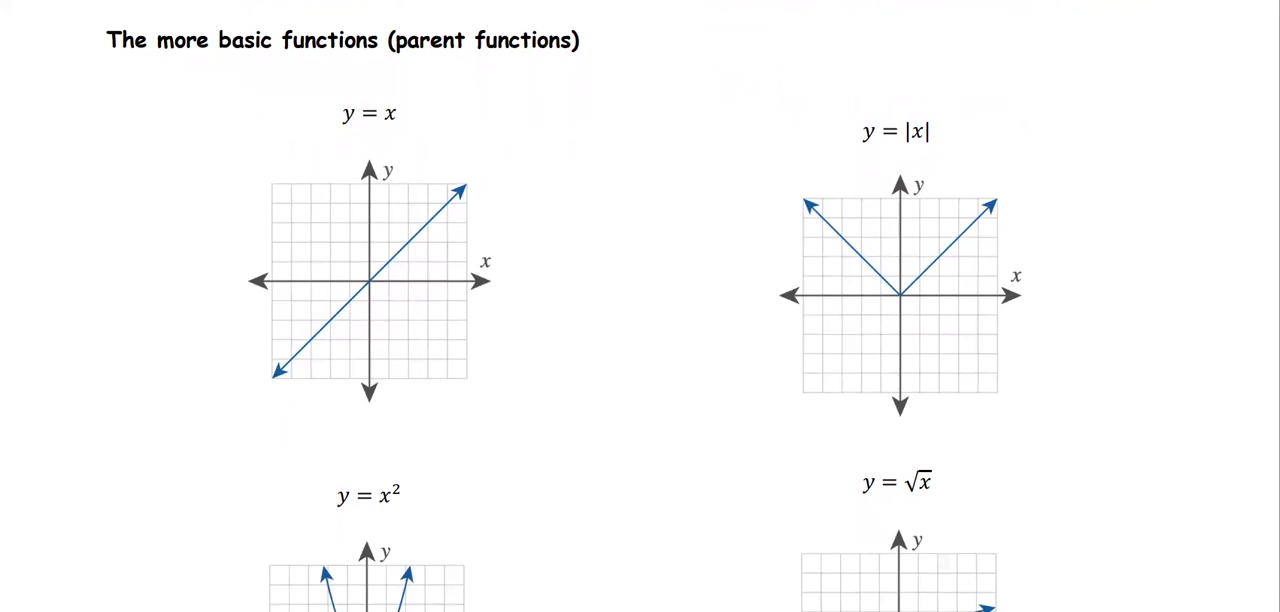 The more basic functions (parent functions)
y = x
y = |x|
y
y
x
x
y = x²
y = √x
y
y